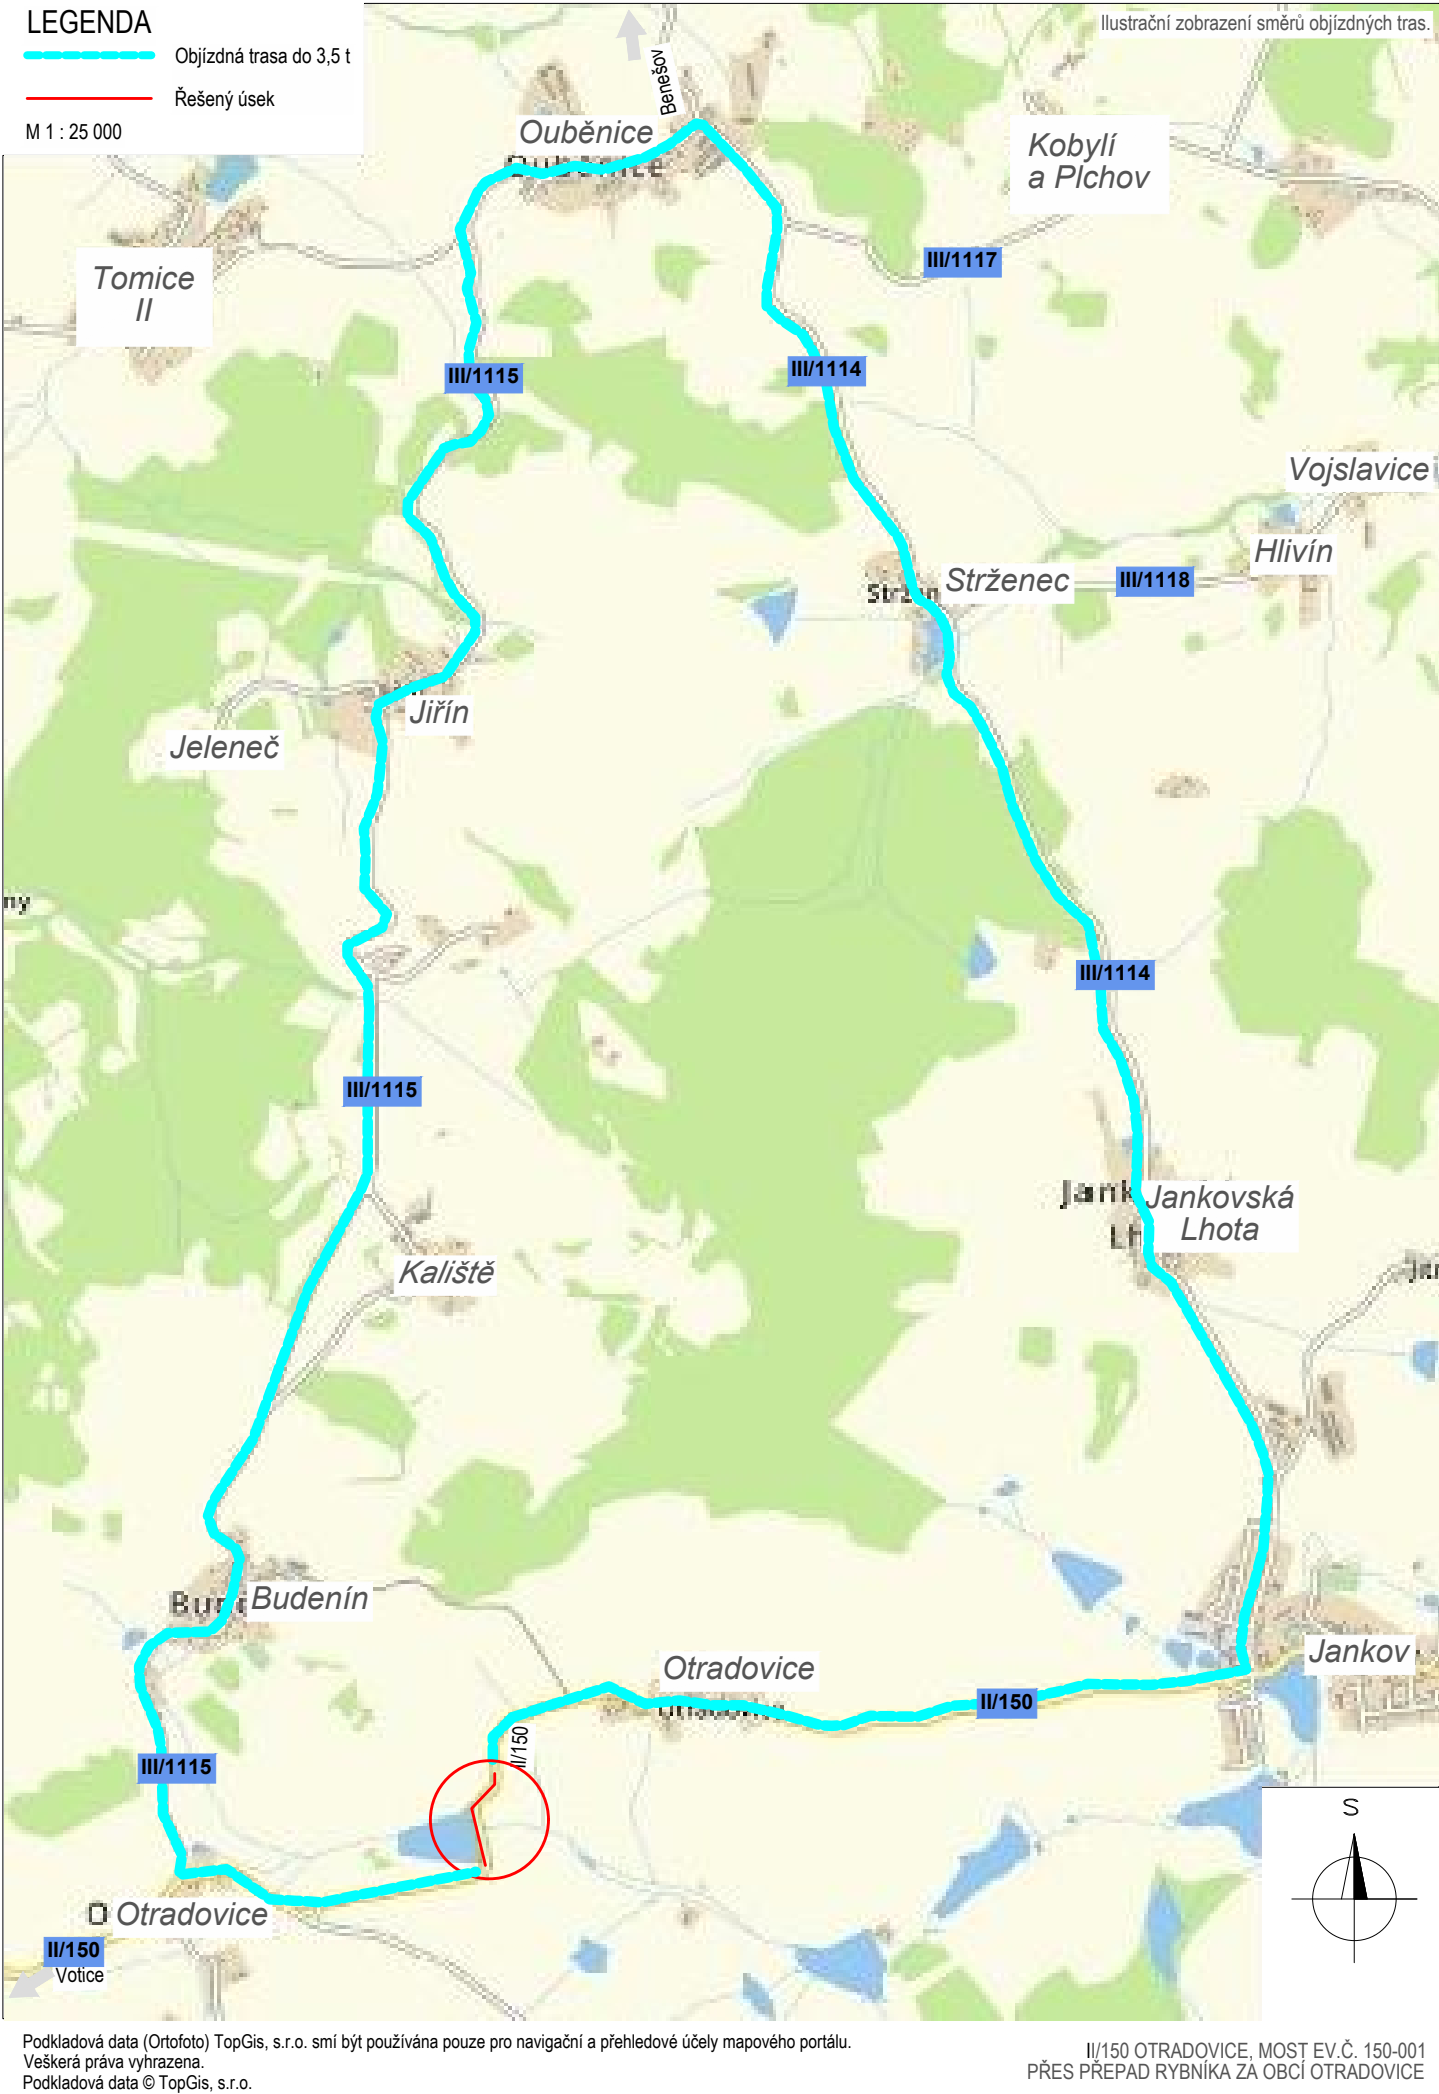 LEGENDA
Objízdná trasa do 3,5 t
Řešený úsek
M 1 : 25 000
Ilustrační zobrazení směrů objízdných tras.
Benešov
Ouběnice
Kobylí
a Plchov
III/1117
Tomice
II
III/1115
III/1114
Vojslavice
Hlivín
Strženec
III/1118
Jiřín
Jeleneč
ny
III/1114
III/1115
Jankovská
Lhota
Kaliště
Budenín
Otradovice
Jankov
II/150
II/150
III/1115
S
O
Otradovice
II/150
Votice
Podkladová data (Ortofoto) TopGis, s.r.o. smí být používána pouze pro navigační a přehledové účely mapového portálu.
Veškerá práva vyhrazena.
Podkladová data © TopGis, s.r.o.
II/150 OTRADOVICE, MOST EV.Č. 150-001
PŘES PŘEPAD RYBNÍKA ZA OBCÍ OTRADOVICE